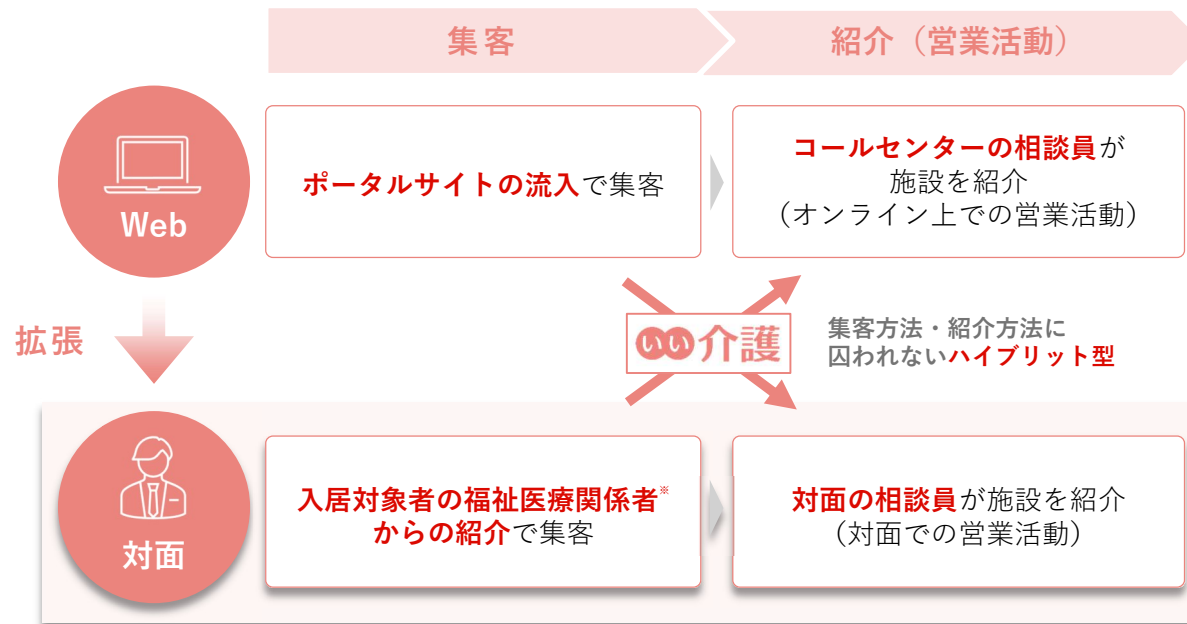 集客
紹介（営業活動）
Web
ポータルサイトの流入で集客
コールセンターの相談員が
施設を紹介
（オンライン上での営業活動）
拡張
いい介護
集客方法・紹介方法に
囚われないハイブリット型
対面
入居対象者の福祉医療関係者※
からの紹介で集客
対面の相談員が施設を紹介
（対面での営業活動）